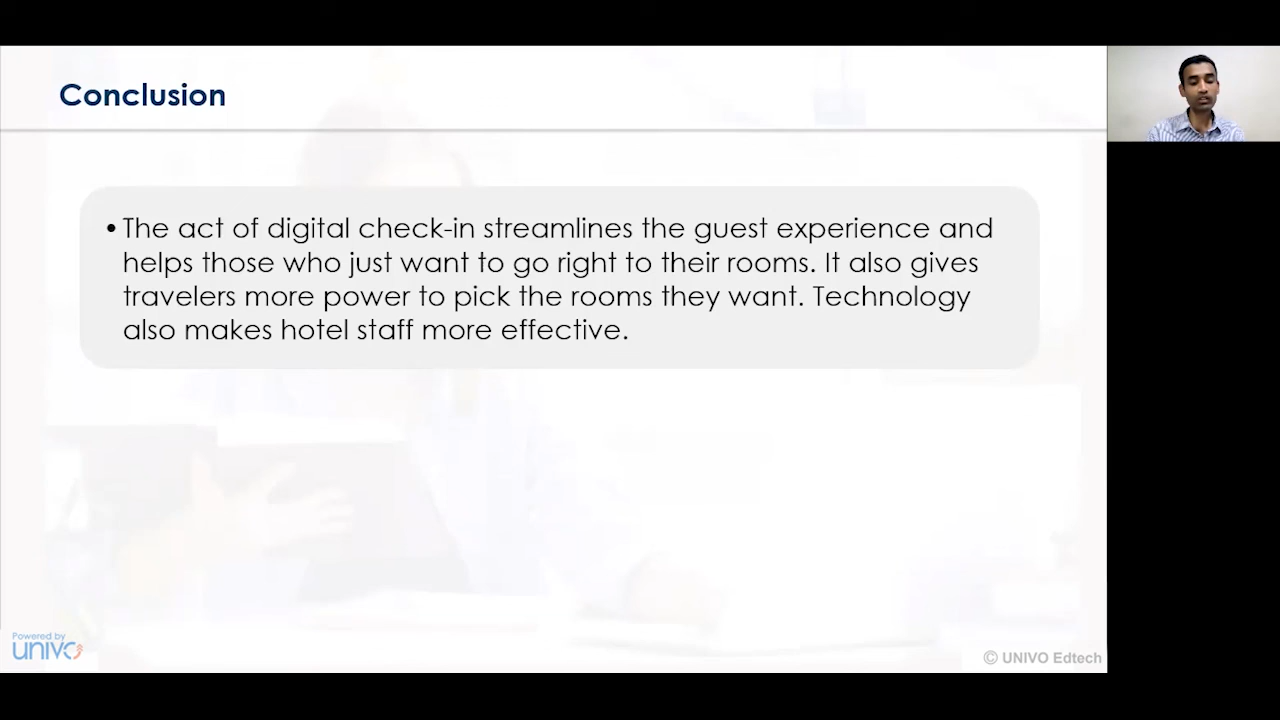 Conclusion
• The act of digital check-in streamlines the guest experience and
helps those who just want to go right to their rooms. It also gives
travelers more power to pick the rooms they want. Technology
also makes hotel staff more effective.
Powered by
univo
© UNIVO Edtech